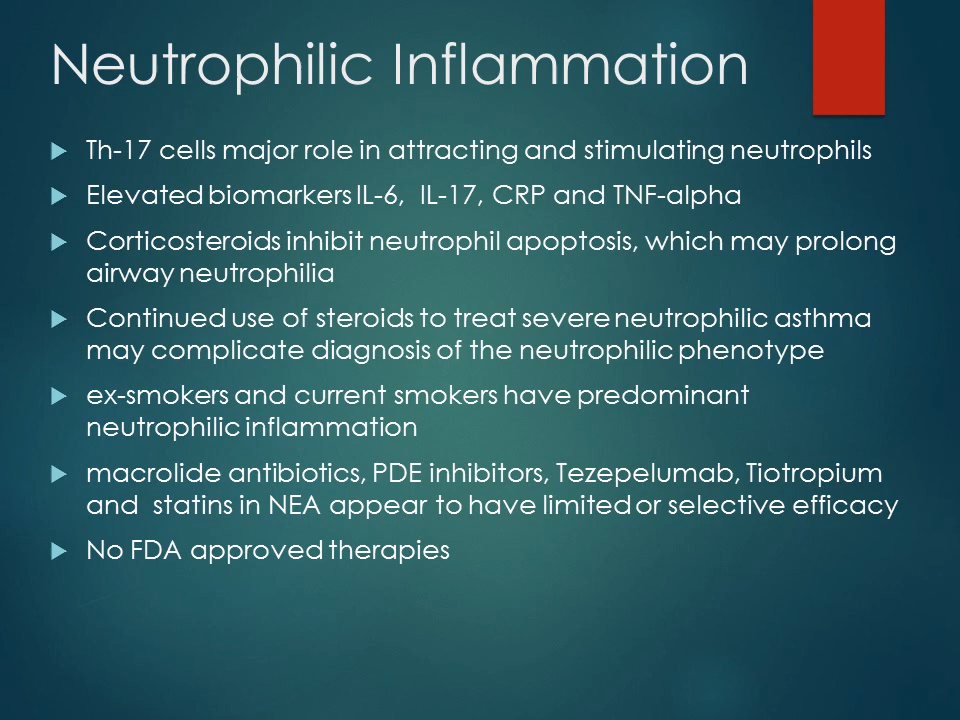 Neutrophilic Inflammation
Th-17 cells major role in attracting and stimulating neutrophils
Elevated biomarkers IL-6,  IL-17, CRP and TNF-alpha
Corticosteroids inhibit neutrophil apoptosis, which may prolong
airway neutrophilia
Continued use of steroids to treat severe neutrophilic asthma
may complicate diagnosis of the neutrophilic phenotype
ex-smokers and current smokers have predominant
neutrophilic inflammation
macrolide antibiotics, PDE inhibitors, Tezepelumab, Tiotropium
and  statins in NEA appear to have limited or selective efficacy
No FDA approved therapies